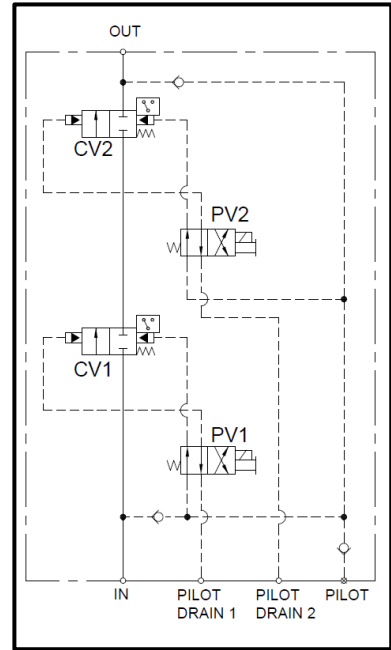 OUT
CV2
PV2
CV1
PV1
IN
PILOT
DRAIN 1
PILOT
DRAIN 2
PILOT